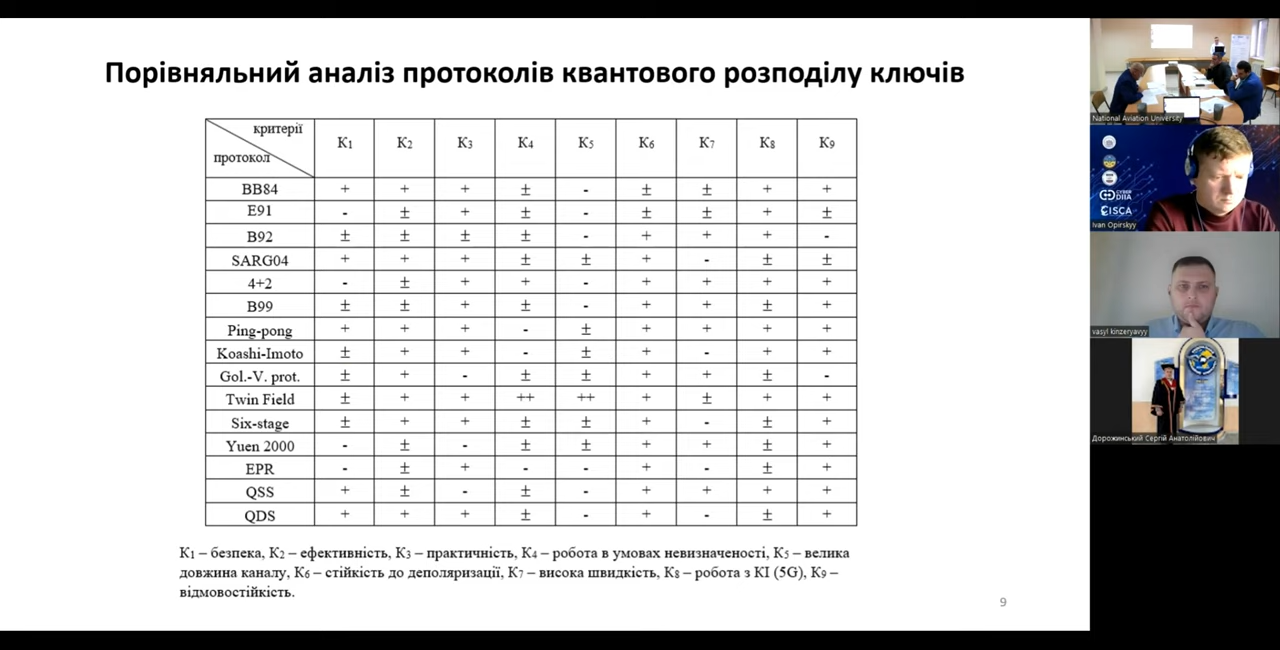 Порівняльний аналіз протоколів квантового розподілу ключів
критерії
протокол
K1 K2 K3 K4 K5 K6 K7 K8 K9
BB84 + + + ± - ± ± + +
E91 - ± + ± - ± ± + ±
B92 ± ± ± ± - + + + -
SARG04 + + + ± ± + - ± ±
4+2 - ± + + - + + + +
B99 ± ± + ± - + + ± +
Ping-pong + + + - ± + + + +
Koashi-Imoto ± + + - ± + - + +
Gol.-V. prot. ± + - ± ± + + ± -
Twin Field ± + + ++ ++ + ± + +
Six-stage ± + + ± ± + - ± +
Yuen 2000 - ± - ± ± + + ± +
EPR - ± + - - + - ± +
QSS + ± - ± - + + + +
QDS + + + ± - + - ± +
K1 – безпека, K2 – ефективність, K3 – практичність, K4 – робота в умовах невизначеності, K5 – велика
довжина каналу, K6 – стійкість до деполяризації, K7 – висока швидкість, K8 – робота з КІ (5G), K9 –
відмовостійкість.
9
National Aviation University
CYBER
DIIA
CISCA
Ivan Opirskyy
vasyl kinzeryavyy
Дорожинський Сергій Анатолійович